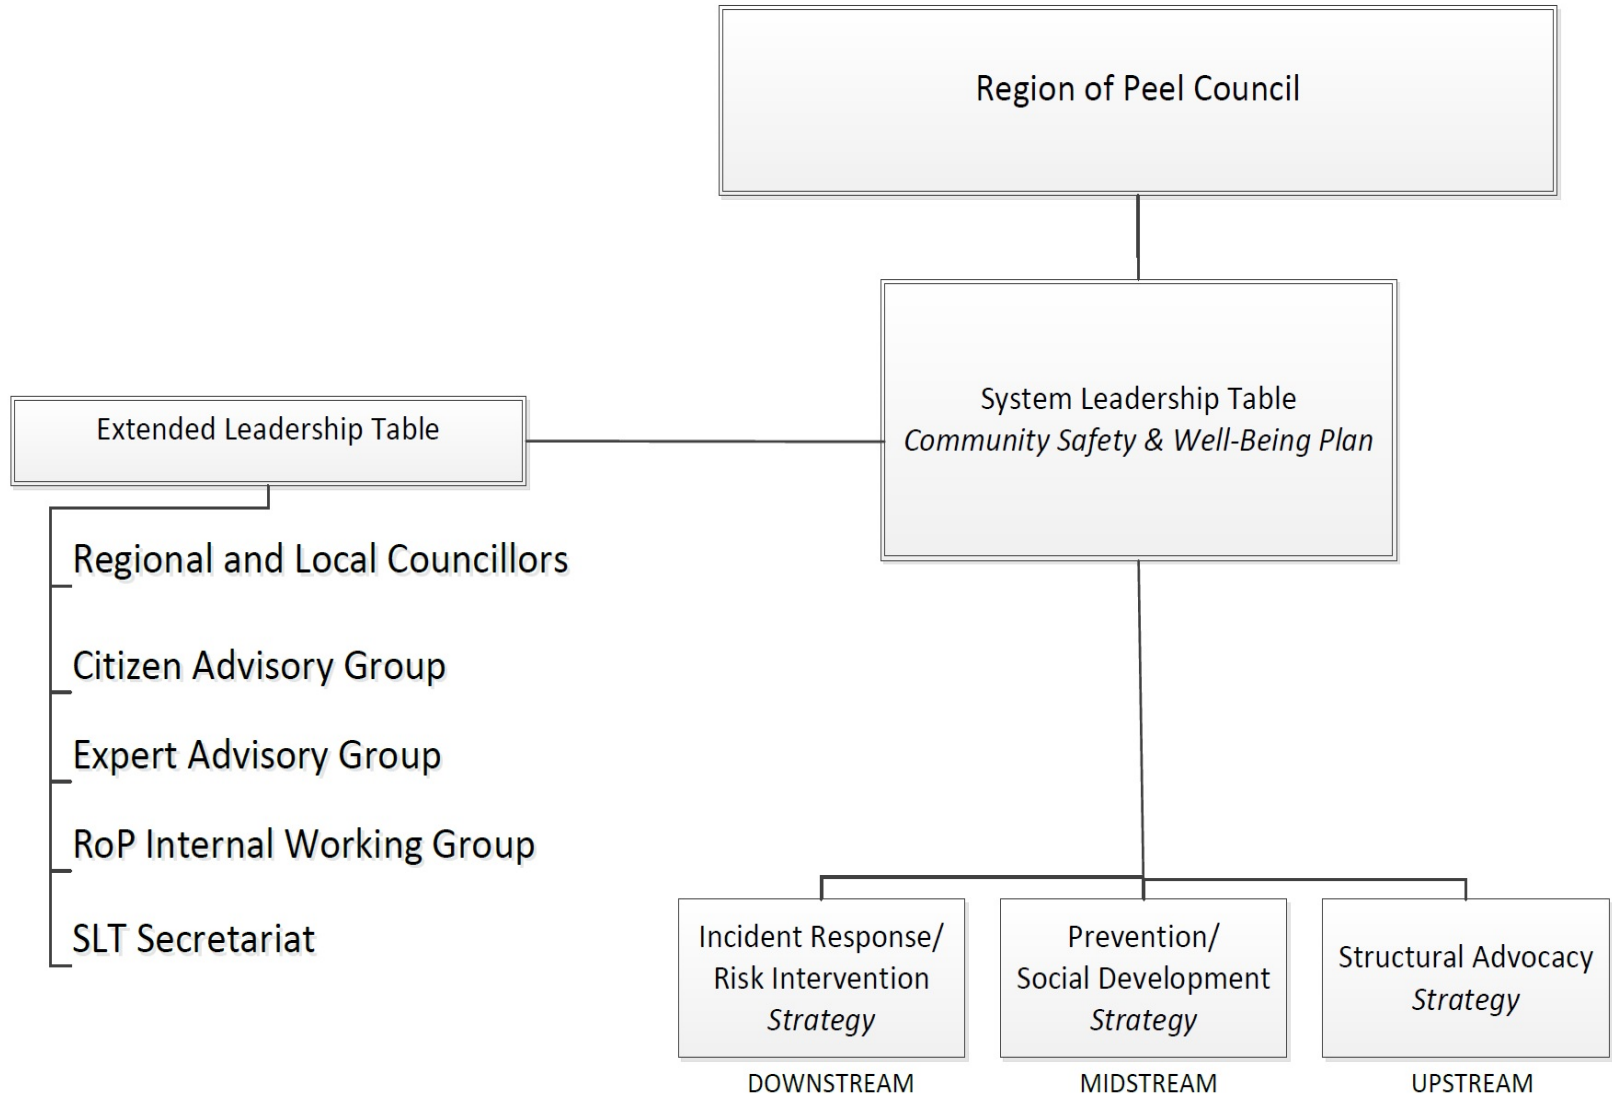 Region of Peel Council
System Leadership Table
Community Safety & Well-Being Plan
Extended Leadership Table
Regional and Local Councillors
Citizen Advisory Group
Expert Advisory Group
RoP Internal Working Group
SLT Secretariat
Incident Response/
Risk Intervention
Strategy
DOWNSTREAM
Prevention/
Social Development
Strategy
MIDSTREAM
Structural Advocacy
Strategy
UPSTREAM